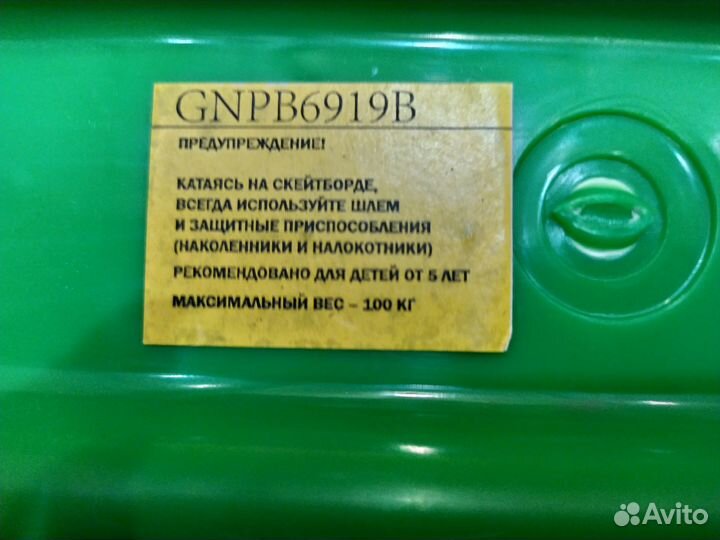 GNPB6919B
ПРЕДУПРЕЖДЕНИЕ!
КАТАЯСЬ НА СКЕЙТБОРДЕ,
ВСЕГДА ИСПОЛЬЗУЙТЕ ШЛЕМ
И ЗАЩИТНЫЕ ПРИСПОСОБЛЕНИЯ
(НАКОЛЕННИКИ И НАЛОКОТНИКИ)
РЕКОМЕНДОВАНО ДЛЯ ДЕТЕЙ ОТ 5 ЛЕТ
МАКСИМАЛЬНЫЙ ВЕС – 100 КГ
Avito